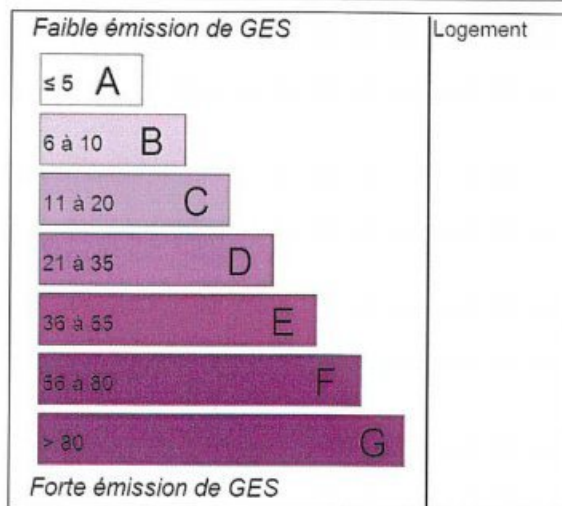 Faible émission de GES
Logement
≤ 5 A
6 à 10 B
11 à 20 C
21 à 35 D
36 à 55 E
56 à 80 F
> 80 G
Forte émission de GES